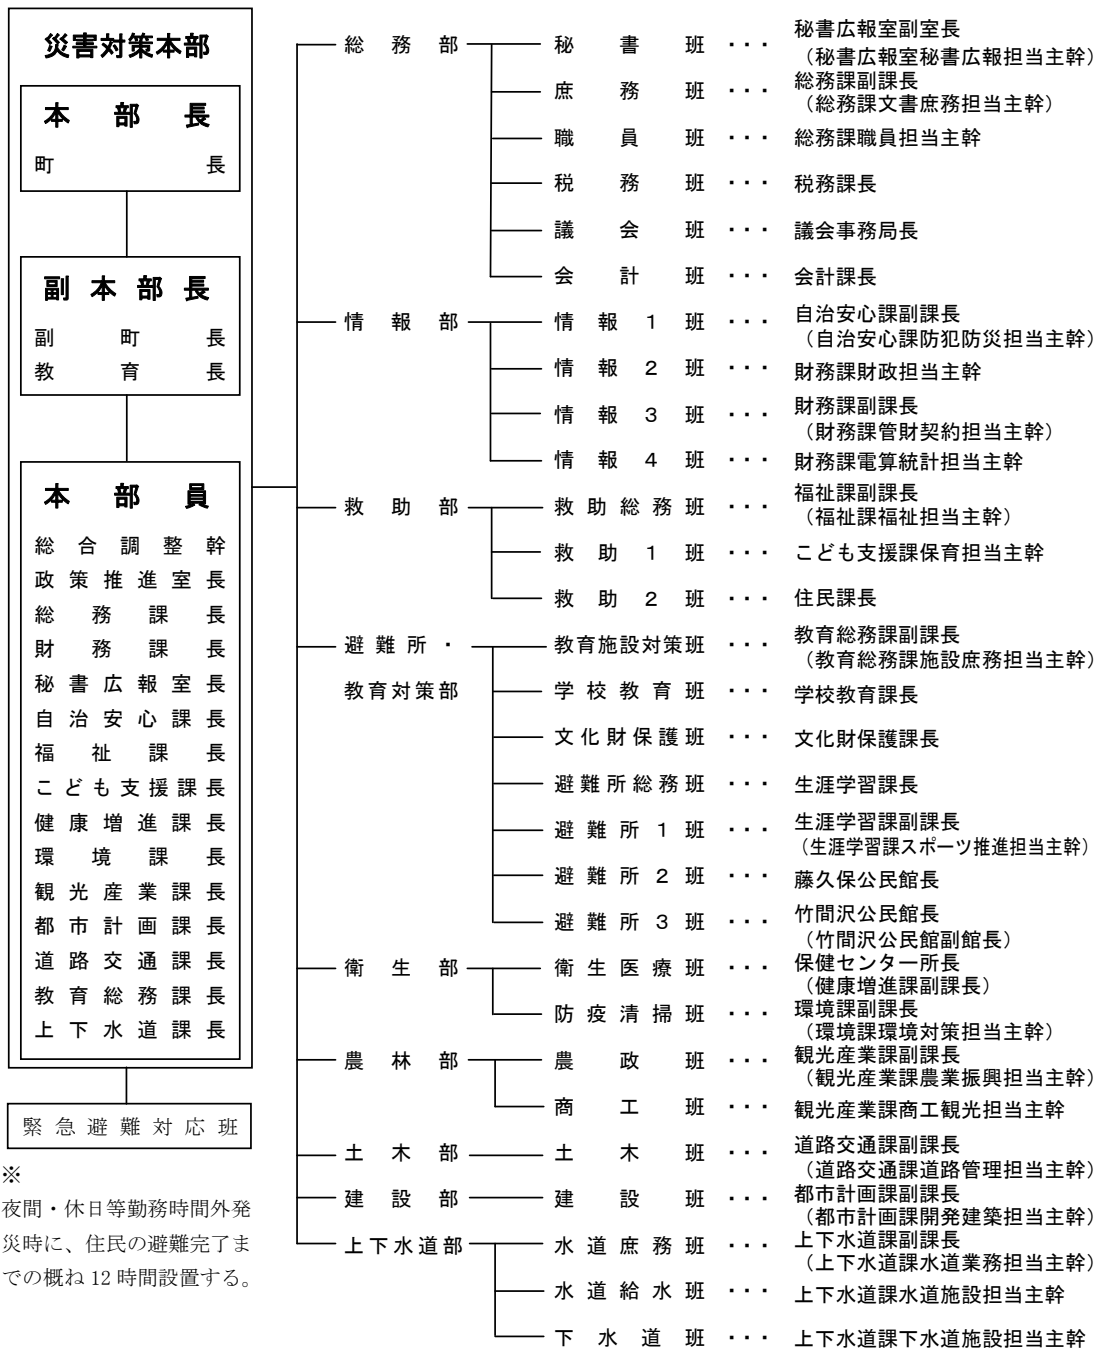 災害対策本部
本部長
町長
副本部長
副町長
教育長
本部員
総合調整幹
政策推進室長
総務課長
財務課長
秘書広報室長
自治安心課長
福祉課長
こども支援課長
健康増進課長
環境課長
観光産業課長
都市計画課長
道路交通課長
教育総務課長
上下水道課長
緊急避難対応班
※
夜間・休日等勤務時間外発
災時に、住民の避難完了ま
での概ね12時間設置する。
総務部
秘書班 ・・・ 秘書広報室副室長
（秘書広報室秘書広報担当主幹）
庶務班 ・・・ 総務課副課長
（総務課文書庶務担当主幹）
職員班 ・・・ 総務課職員担当主幹
税務班 ・・・ 税務課長
議会班 ・・・ 議会事務局長
会計班 ・・・ 会計課長
情報部
情報１班 ・・・ 自治安心課副課長
（自治安心課防犯防災担当主幹）
情報２班 ・・・ 財務課財政担当主幹
情報３班 ・・・ 財務課副課長
（財務課管財契約担当主幹）
情報４班 ・・・ 財務課電算統計担当主幹
救助部
救助総務班 ・・・ 福祉課副課長
（福祉課福祉担当主幹）
救助１班 ・・・ こども支援課保育担当主幹
救助２班 ・・・ 住民課長
避難所・
教育対策部
教育施設対策班 ・・・ 教育総務課副課長
（教育総務課施設庶務担当主幹）
学校教育班 ・・・ 学校教育課長
文化財保護班 ・・・ 文化財保護課長
避難所総務班 ・・・ 生涯学習課長
避難所１班 ・・・ 生涯学習課副課長
（生涯学習課スポーツ推進担当主幹）
避難所２班 ・・・ 藤久保公民館長
避難所３班 ・・・ 竹間沢公民館長
（竹間沢公民館副館長）
衛生部
衛生医療班 ・・・ 保健センター所長
（健康増進課副課長）
防疫清掃班 ・・・ 環境課副課長
（環境課環境対策担当主幹）
農林部
農政班 ・・・ 観光産業課副課長
（観光産業課農業振興担当主幹）
商工班 ・・・ 観光産業課商工観光担当主幹
土木部
土木班 ・・・ 道路交通課副課長
（道路交通課道路管理担当主幹）
建設部
建設班 ・・・ 都市計画課副課長
（都市計画課開発建築担当主幹）
上下水道部
水道庶務班 ・・・ 上下水道課副課長
（上下水道課水道業務担当主幹）
水道給水班 ・・・ 上下水道課水道施設担当主幹
下水道班 ・・・ 上下水道課下水道施設担当主幹